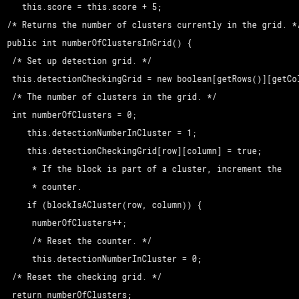 this.score = this.score + 5;
/* Returns the number of clusters currently in the grid. */
public int numberOfClustersInGrid() {
/* Set up detection grid. */
this.detectionCheckingGrid = new boolean[getRows()][getCol
/* The number of clusters in the grid. */
int numberOfClusters = 0;
this.detectionNumberInCluster = 1;
this.detectionCheckingGrid[row][column] = true;
* If the block is part of a cluster, increment the
* counter.
if (blockIsACluster(row, column)) {
numberOfClusters++;
/* Reset the counter. */
this.detectionNumberInCluster = 0;
/* Reset the checking grid. */
return numberOfClusters;